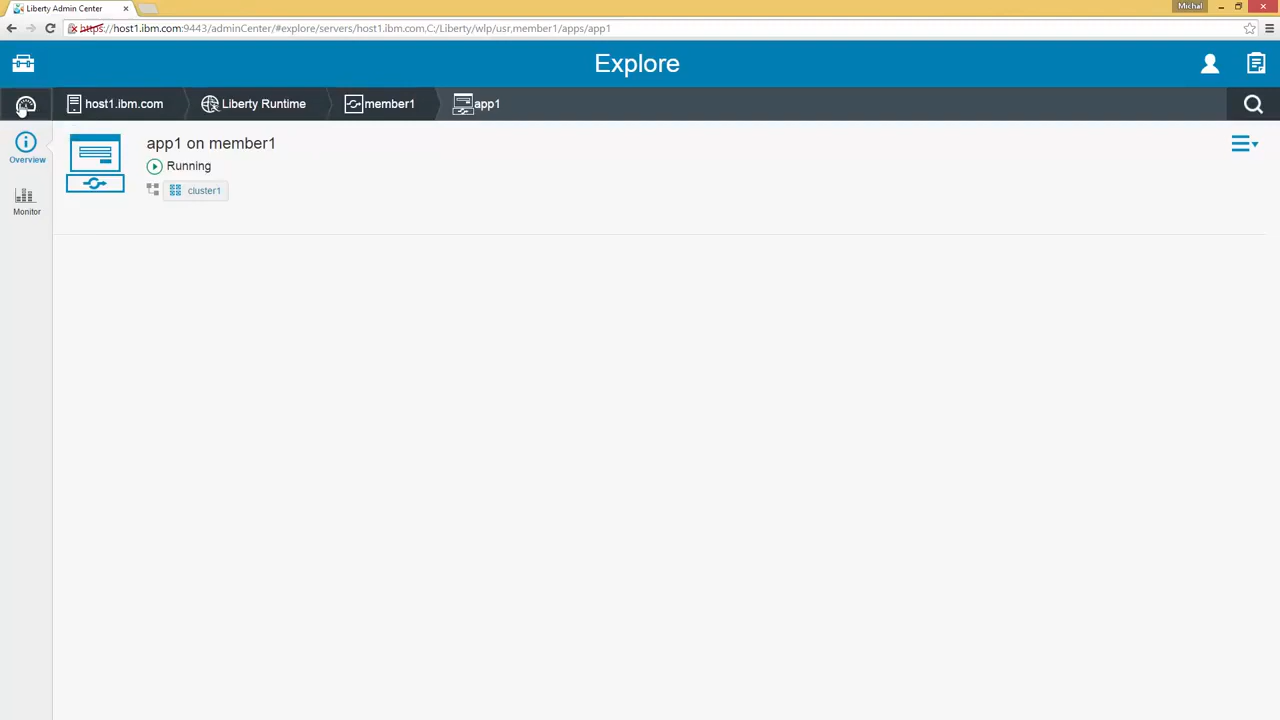 Liberty Admin Center
Michal
https://host1.ibm.com:9443/adminCenter/#explore/servers/host1.ibm.com,C:/Liberty/wlp/usr,member1/apps/app1
Explore
host1.ibm.com
Liberty Runtime
member1
app1
Overview
Monitor
app1 on member1
Running
cluster1